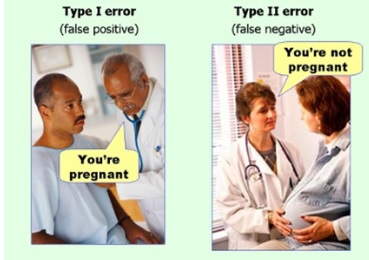 Type I error
(false positive)
You're
pregnant
Type II error
(false negative)
You're not
pregnant